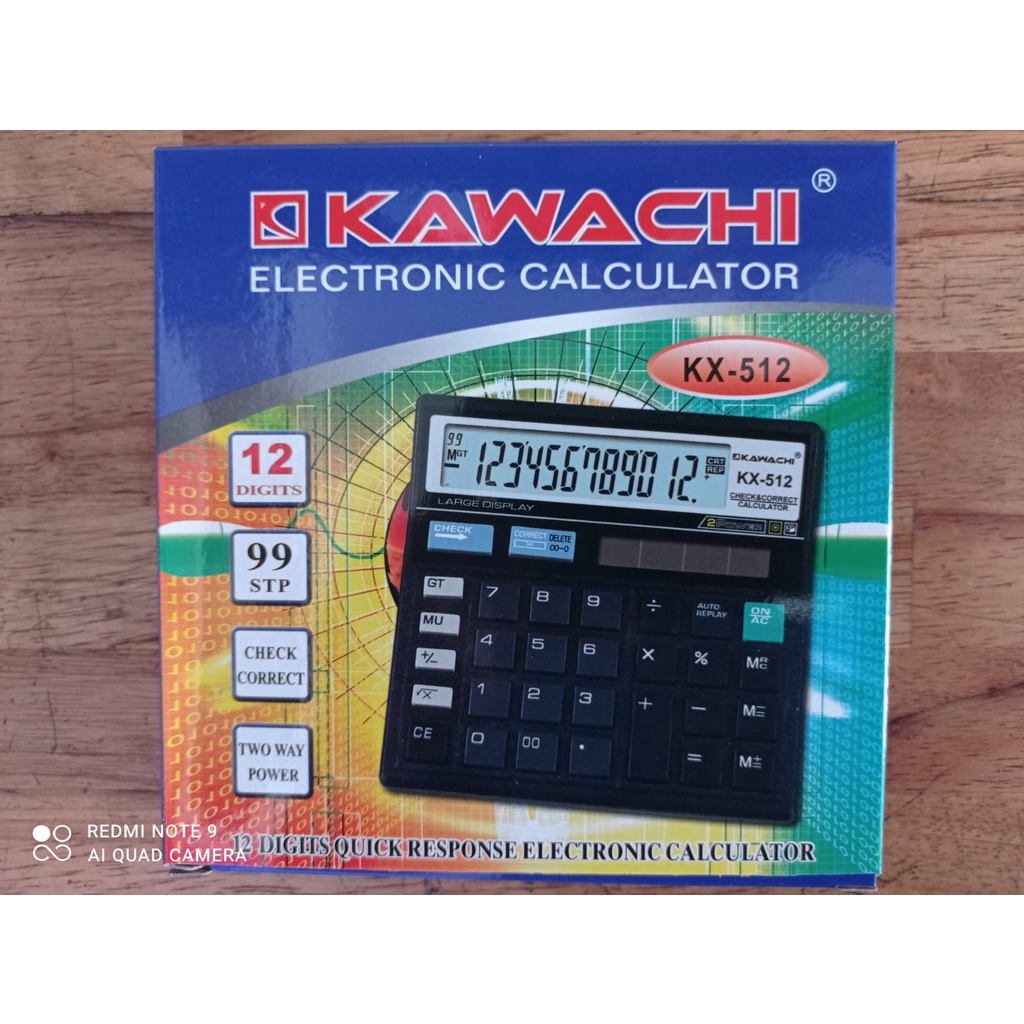 KAWACHI ®
ELECTRONIC CALCULATOR
KX-512
12
DIGITS
99
STP
CHECK
CORRECT
TWO WAY
POWER
99
M GT
-123456789012.
CRT
REP
+
KAWACHI®
KX-512
CHECK&CORRECT
CALCULATOR
LARGE DISPLAY
2POWER
CHECK
CORRECT DELETE
00→0
GT 7 8 9 ÷ AUTO REPLAY ON/AC
MU 4 5 6 × % MRC
+/− 1 2 3 + − M=
√x
CE 0 00 . = M±
12 DIGITS QUICK RESPONSE ELECTRONIC CALCULATOR
REDMI NOTE 9
AI QUAD CAMERA